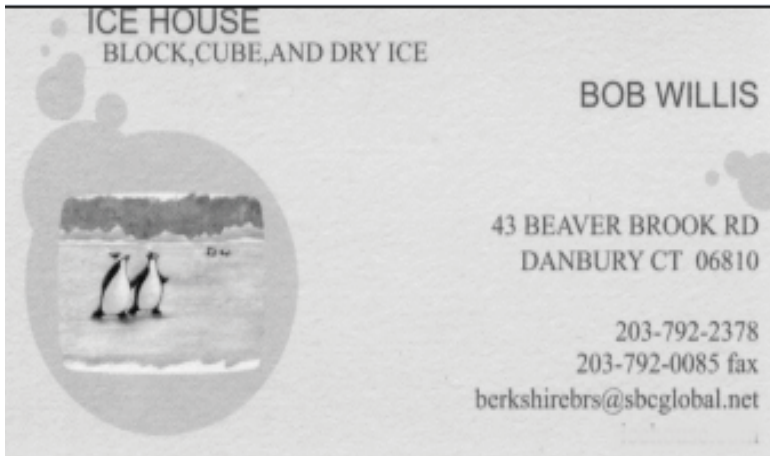 ICE HOUSE
BLOCK,CUBE,AND DRY ICE
BOB WILLIS
43 BEAVER BROOK RD
DANBURY CT 06810
203-792-2378
203-792-0085 fax
berkshirebrs@sbcglobal.net